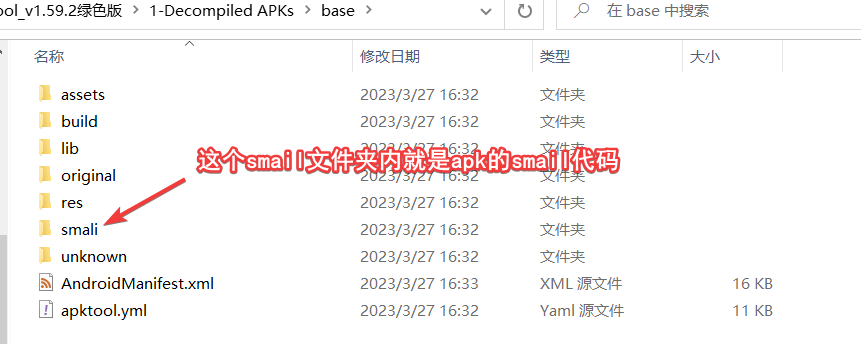 ool_v1.59.2绿色版 > 1-Decompiled APKs > base >
在 base 中搜索
名称 修改日期 类型 大小
assets 2023/3/27 16:32 文件夹
build 2023/3/27 16:32 文件夹
lib 2023/3/27 16:32 文件夹
这个smail文件夹内就是apk的smail代码
original 2023/3/27 16:32 文件夹
res 2023/3/27 16:32 文件夹
smali 2023/3/27 16:32 文件夹
unknown 2023/3/27 16:32 文件夹
AndroidManifest.xml 2023/3/27 16:33 XML 源文件 16 KB
apktool.yml 2023/3/27 16:32 Yaml 源文件 11 KB